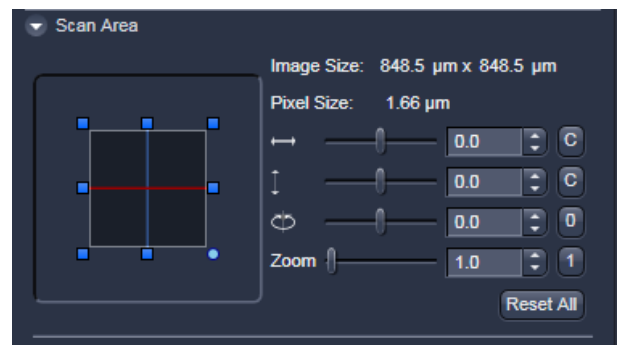 Scan Area
Image Size: 848.5 µm x 848.5 µm
Pixel Size: 1.66 µm
0.0 C
0.0 C
0.0 0
Zoom 1.0 1
Reset All